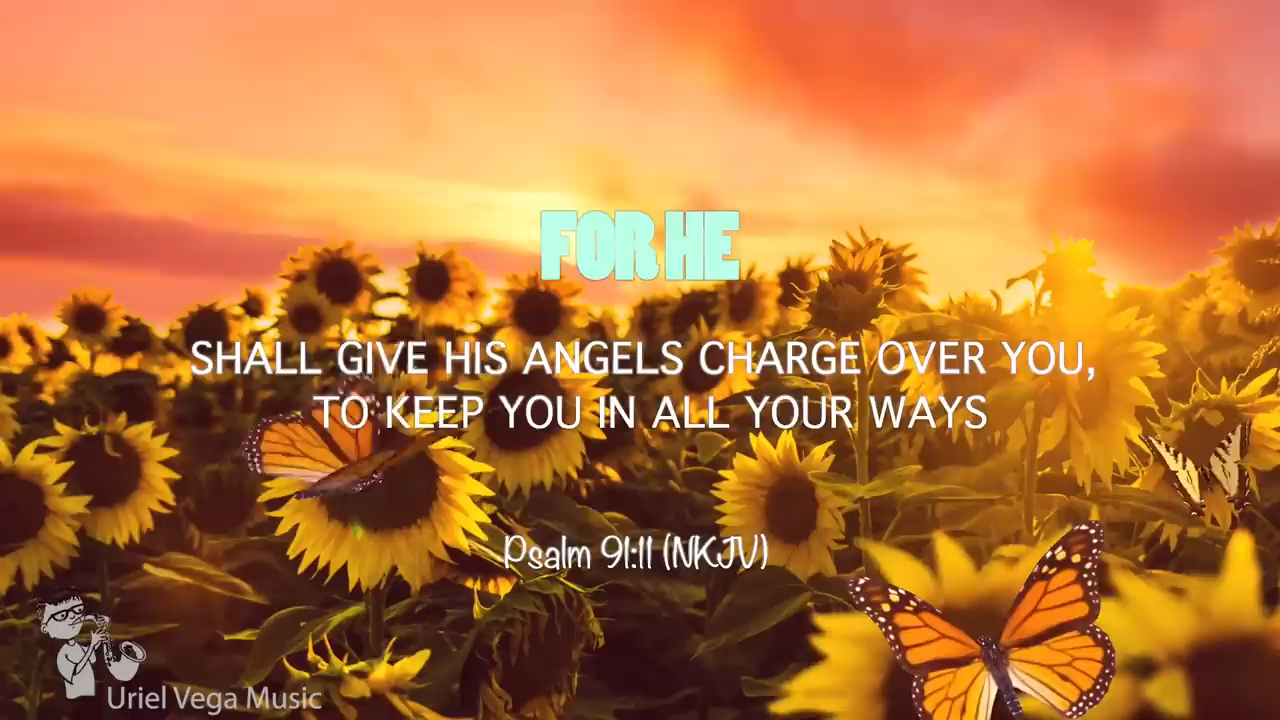 FOR HE
SHALL GIVE HIS ANGELS CHARGE OVER YOU,
TO KEEP YOU IN ALL YOUR WAYS
Psalm 91:11 (NKJV)
Uriel Vega Music